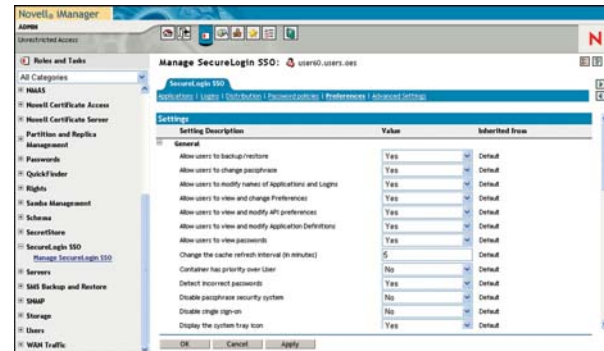 Novell® iManager
ADMIN
Unrestricted Access
N
Roles and Tasks
All Categories
NMAS
Novell Certificate Access
Novell Certificate Server
Partition and Replica
Management
Passwords
QuickFinder
Rights
Samba Management
Schema
SecretStore
SecureLogin SSO
Manage SecureLogin SSO
Servers
SMS Backup and Restore
SNMP
Storage
Users
WAN Traffic
Manage SecureLogin SSO: user60.users.oes
SecureLogin SSO
Applications | Logins | Distribution | Password policies | Preferences | Advanced Settings
Settings
Setting Description Value Inherited from
General
Allow users to backup/restore Yes Default
Allow users to change passphrase Yes Default
Allow users to modify names of Applications and Logins Yes Default
Allow users to view and change Preferences Yes Default
Allow users to view and modify API preferences Yes Default
Allow users to view and modify Application Definitions Yes Default
Allow users to view passwords Yes Default
Change the cache refresh interval (in minutes) 5 Default
Container has priority over User No Default
Detect incorrect passwords Yes Default
Disable passphrase security system No Default
Disable single sign-on No Default
Display the system tray icon Yes Default
OK Cancel Apply